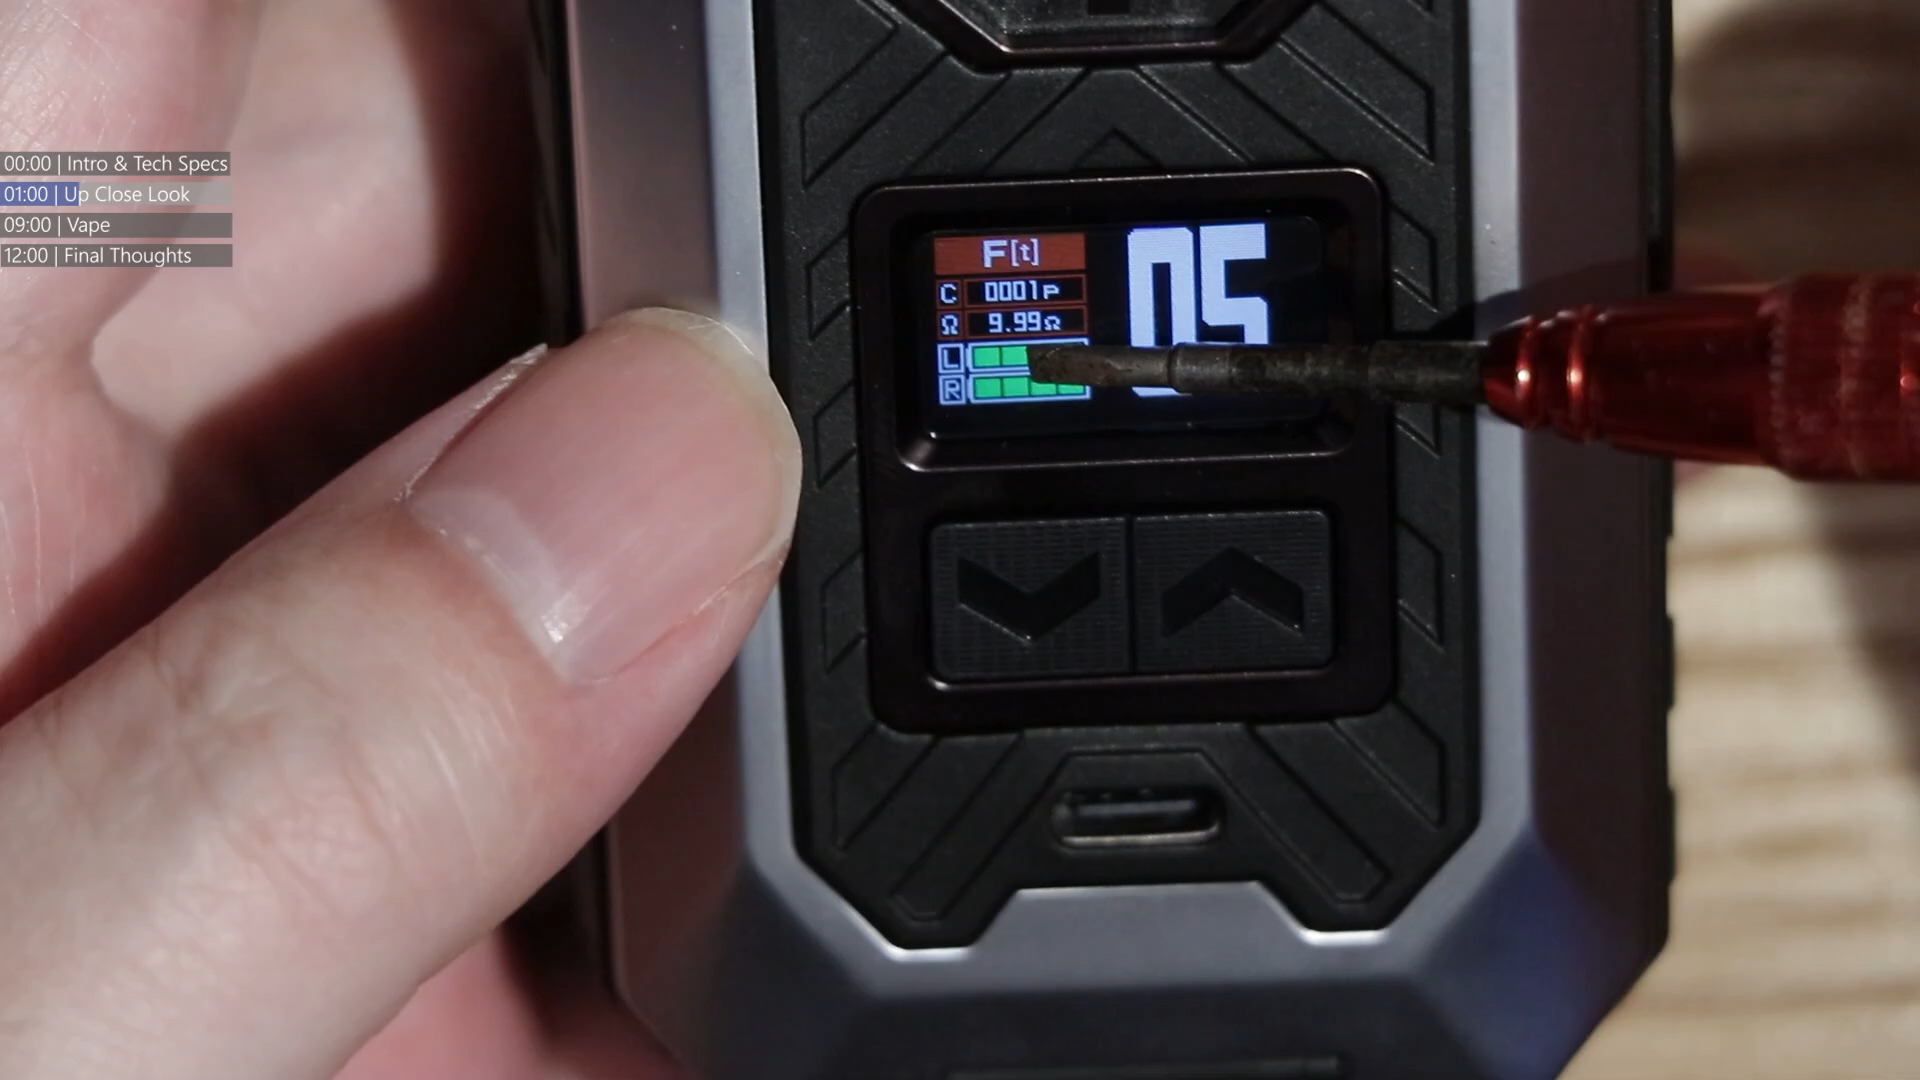 00:00 | Intro & Tech Specs
01:00 | Up Close Look
09:00 | Vape
12:00 | Final Thoughts
F[t]
05
C 0001P
Ω 9.99Ω
L
R